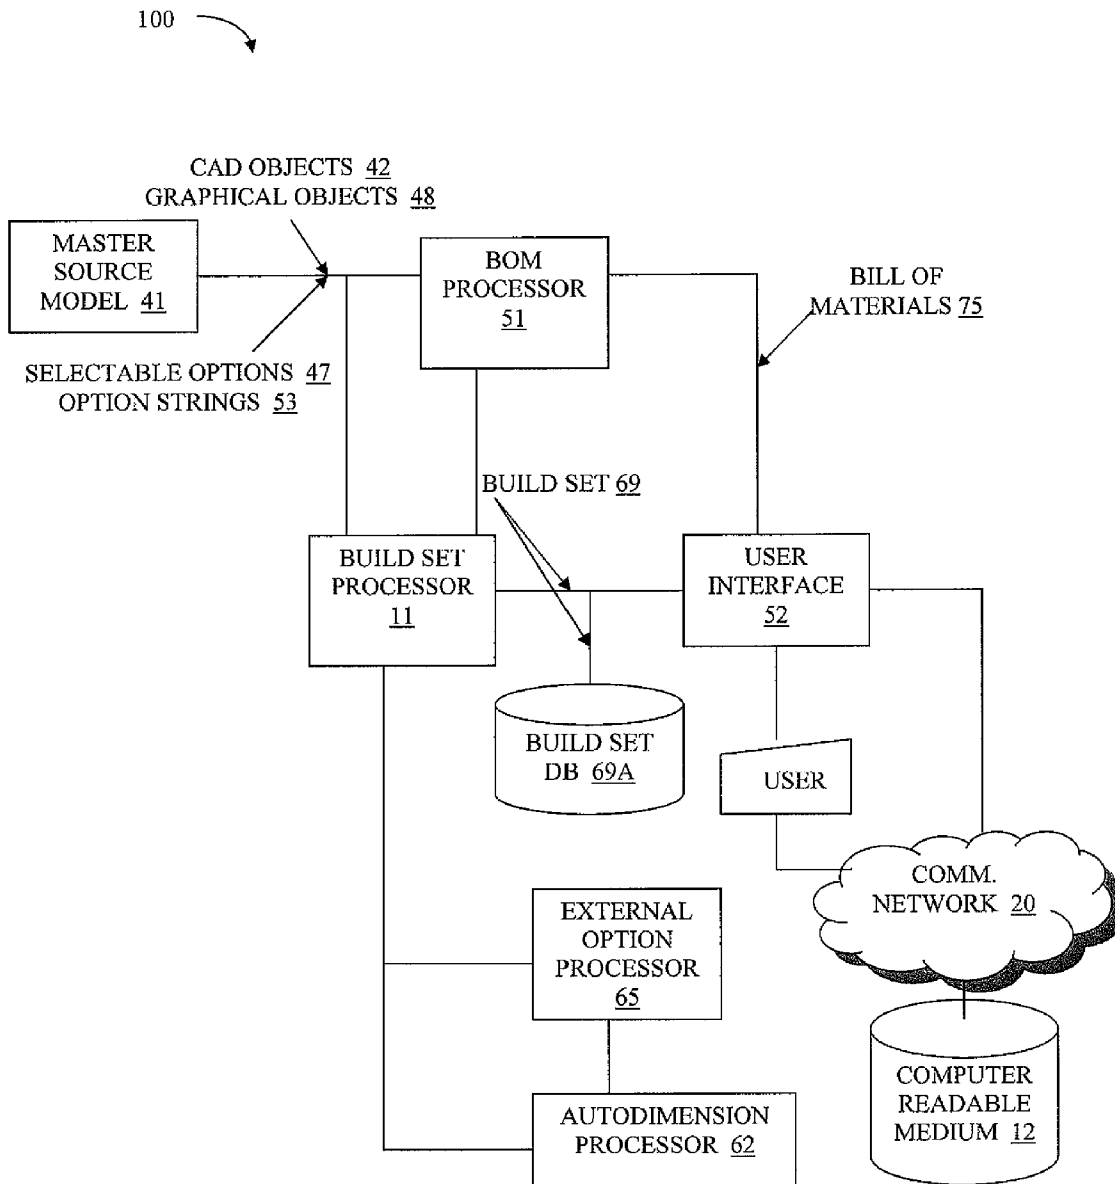 100
CAD OBJECTS 42
GRAPHICAL OBJECTS 48
MASTER
SOURCE
MODEL 41
BOM
PROCESSOR
51
BILL OF
MATERIALS 75
SELECTABLE OPTIONS 47
OPTION STRINGS 53
BUILD SET 69
BUILD SET
PROCESSOR
11
USER
INTERFACE
52
BUILD SET
DB 69A
USER
COMM.
NETWORK 20
EXTERNAL
OPTION
PROCESSOR
65
COMPUTER
READABLE
MEDIUM 12
AUTODIMENSION
PROCESSOR 62